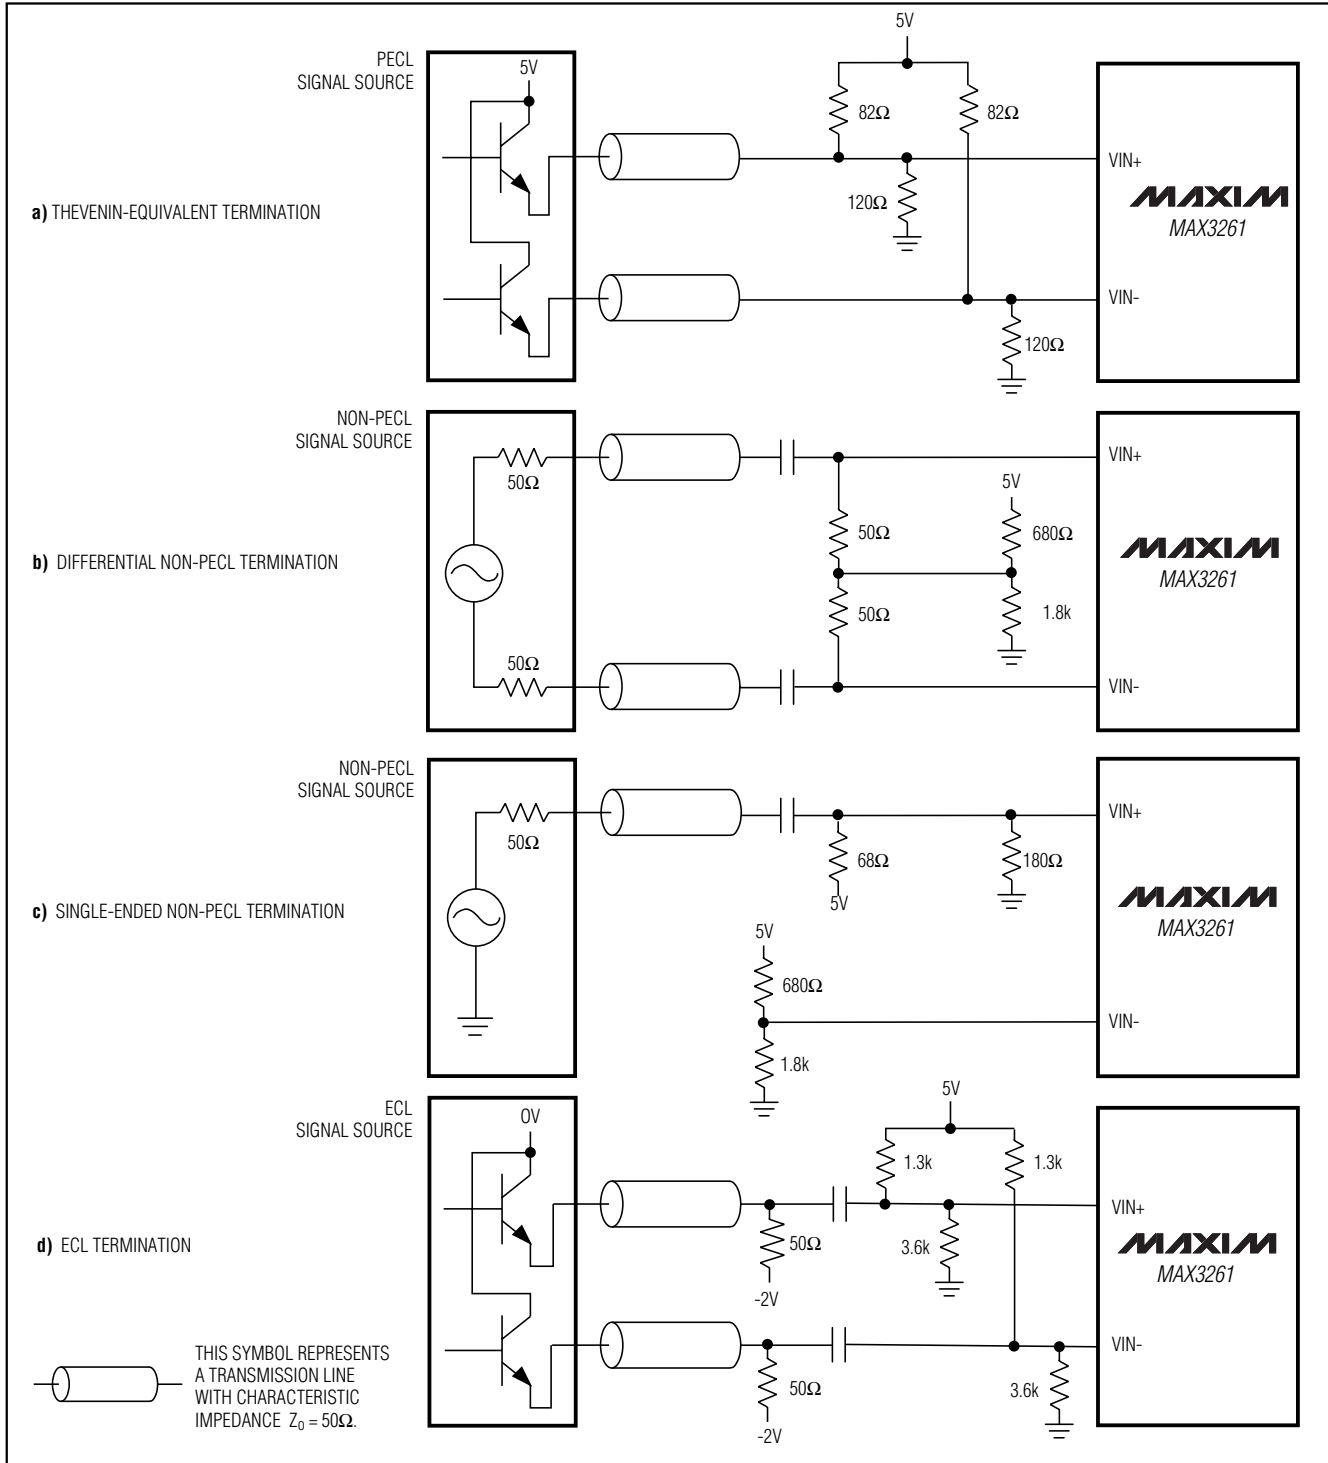 5V
PECL
SIGNAL SOURCE
5V
82Ω
82Ω
VIN+
MAXIM
MAX3261
120Ω
a) THEVENIN-EQUIVALENT TERMINATION
VIN-
120Ω
NON-PECL
SIGNAL SOURCE
50Ω
VIN+
5V
50Ω
680Ω
MAXIM
MAX3261
b) DIFFERENTIAL NON-PECL TERMINATION
50Ω
1.8k
50Ω
VIN-
NON-PECL
SIGNAL SOURCE
50Ω
VIN+
68Ω
180Ω
5V
MAXIM
MAX3261
c) SINGLE-ENDED NON-PECL TERMINATION
5V
680Ω
VIN-
1.8k
ECL
SIGNAL SOURCE
0V
5V
1.3k
1.3k
VIN+
50Ω
3.6k
MAXIM
MAX3261
d) ECL TERMINATION
-2V
VIN-
50Ω
3.6k
-2V
THIS SYMBOL REPRESENTS
A TRANSMISSION LINE
WITH CHARACTERISTIC
IMPEDANCE Z₀ = 50Ω.